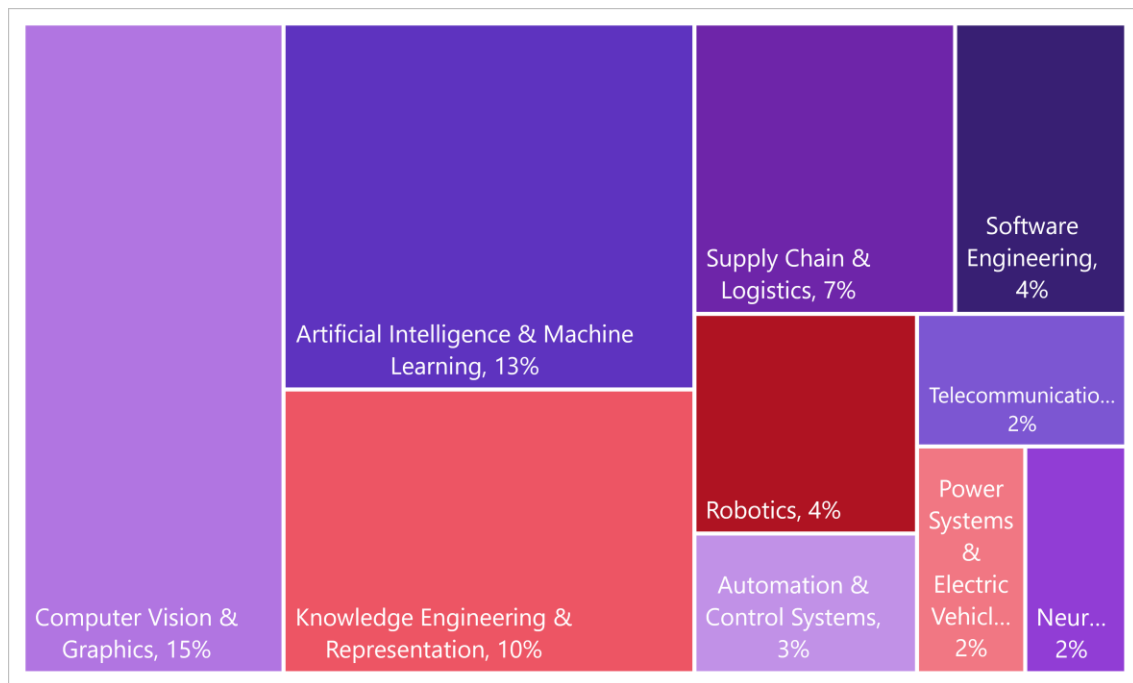 Computer Vision &
Graphics, 15%
Artificial Intelligence & Machine
Learning, 13%
Knowledge Engineering &
Representation, 10%
Supply Chain &
Logistics, 7%
Software
Engineering,
4%
Robotics, 4%
Automation &
Control Systems,
3%
Telecommunicatio...
2%
Power
Systems
&
Electric
Vehicl...
2%
Neur...
2%